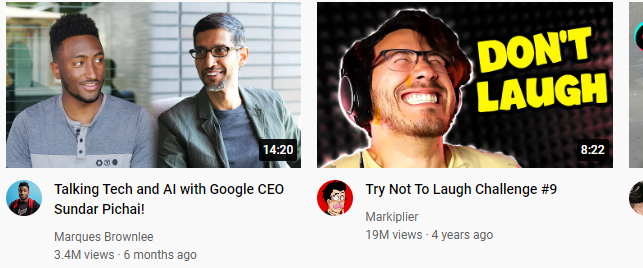 DON'T
LAUGH
14:20
8:22
Talking Tech and AI with Google CEO
Sundar Pichai!
Marques Brownlee
3.4M views · 6 months ago
Try Not To Laugh Challenge #9
Markiplier
19M views · 4 years ago